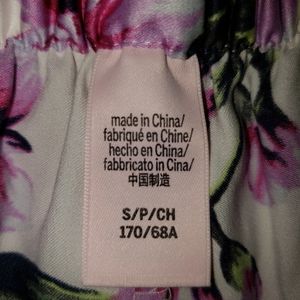 made in China/
fabriqué en Chine/
hecho en China/
fabbricato in Cina/
中国制造
S/P/CH
170/68A